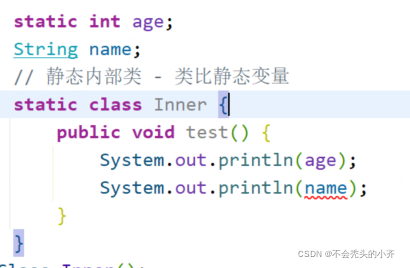 static int age;
String name;
// 静态内部类 - 类比静态变量
static class Inner {
public void test() {
System.out.println(age);
System.out.println(name);
}
}
CSDN @不会秃头的小齐